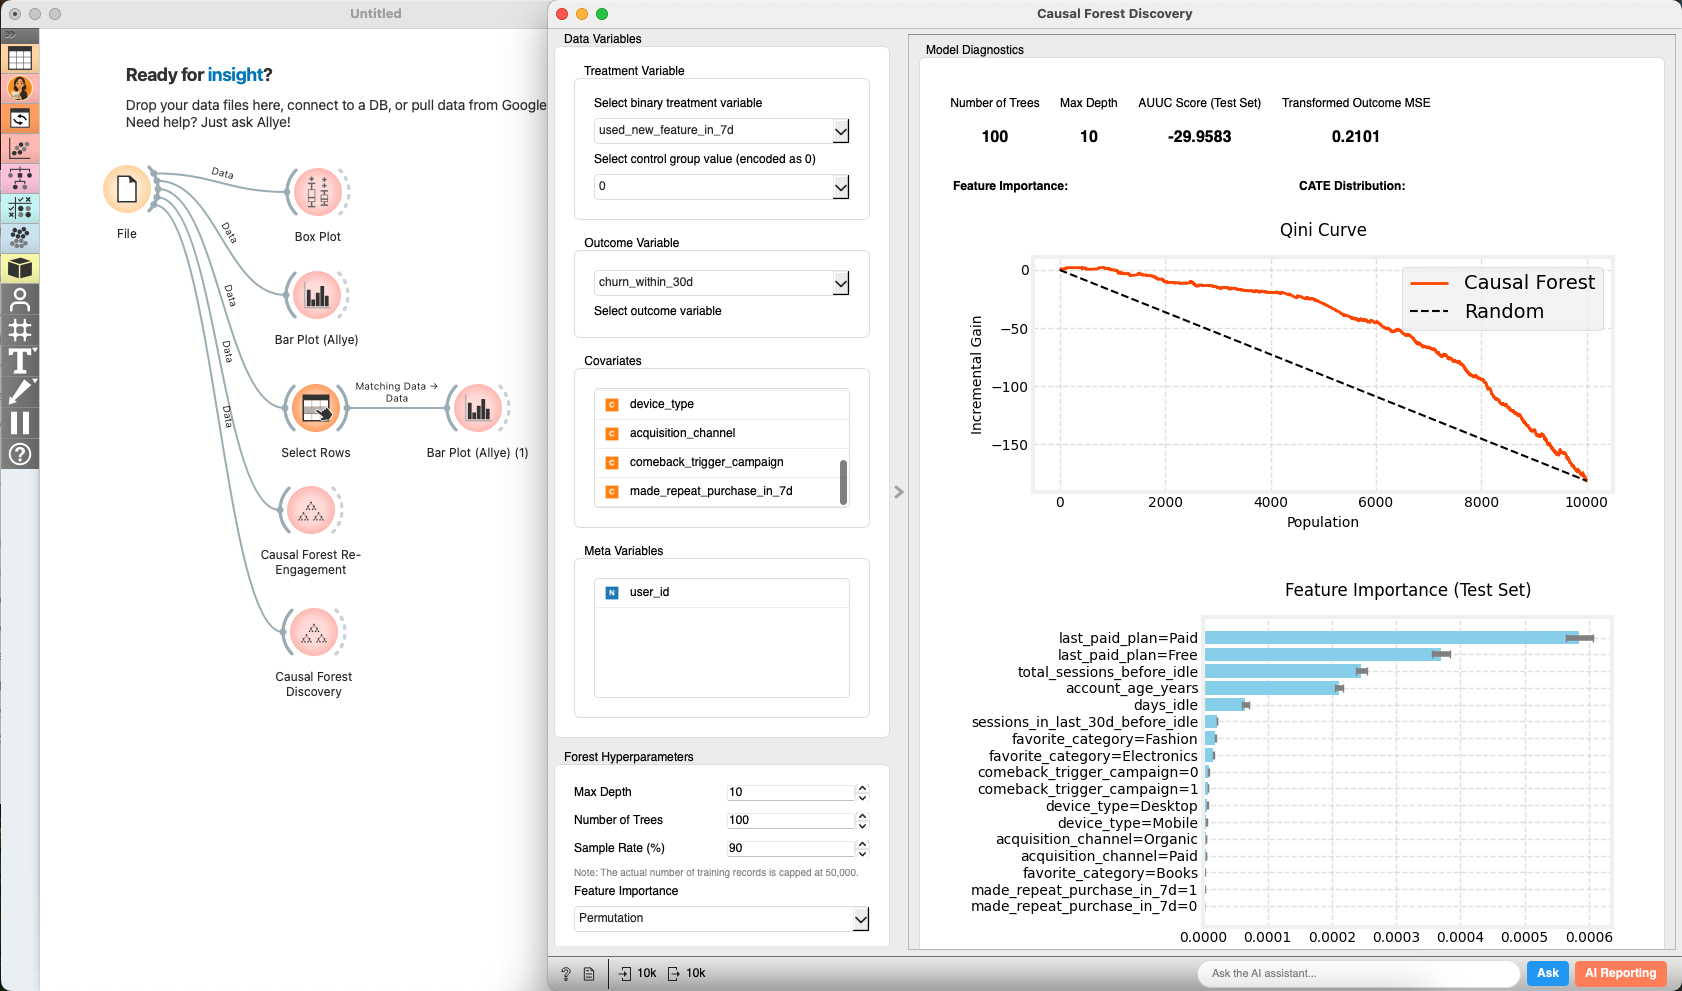 Untitled
Ready for insight?
Drop your data files here, connect to a DB, or pull data from Google
Need help? Just ask Allye!
File
Data
Box Plot
Data
Bar Plot (Allye)
Data
Select Rows
Matching Data →
Data
Bar Plot (Allye) (1)
Data
Causal Forest Re-
Engagement
Data
Causal Forest
Discovery
Causal Forest Discovery
Data Variables
Treatment Variable
Select binary treatment variable
used_new_feature_in_7d
Select control group value (encoded as 0)
0
Outcome Variable
churn_within_30d
Select outcome variable
Covariates
C device_type
C acquisition_channel
C comeback_trigger_campaign
C made_repeat_purchase_in_7d
Meta Variables
N user_id
Forest Hyperparameters
Max Depth 10
Number of Trees 100
Sample Rate (%) 90
Note: The actual number of training records is capped at 50,000.
Feature Importance
Permutation
Model Diagnostics
Number of Trees Max Depth AUUC Score (Test Set) Transformed Outcome MSE
100 10 -29.9583 0.2101
Feature Importance: CATE Distribution:
Qini Curve
Causal Forest
Random
Incremental Gain
0
−50
−100
−150
0 2000 4000 6000 8000 10000
Population
Feature Importance (Test Set)
last_paid_plan=Paid
last_paid_plan=Free
total_sessions_before_idle
account_age_years
days_idle
sessions_in_last_30d_before_idle
favorite_category=Fashion
favorite_category=Electronics
comeback_trigger_campaign=0
comeback_trigger_campaign=1
device_type=Desktop
device_type=Mobile
acquisition_channel=Organic
acquisition_channel=Paid
favorite_category=Books
made_repeat_purchase_in_7d=1
made_repeat_purchase_in_7d=0
0.0000 0.0001 0.0002 0.0003 0.0004 0.0005 0.0006
? 10k 10k
Ask the AI assistant... Ask AI Reporting